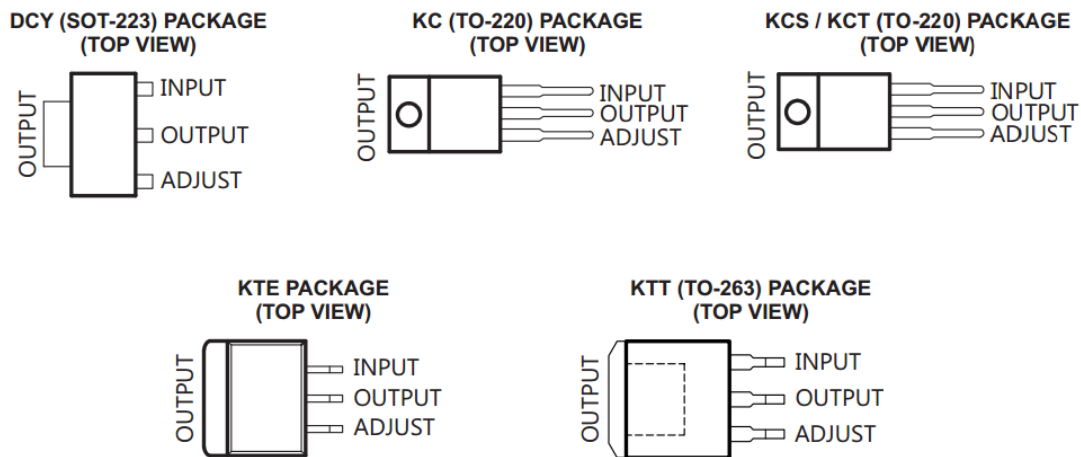 DCY (SOT-223) PACKAGE
(TOP VIEW)
OUTPUT
INPUT
OUTPUT
ADJUST
KC (TO-220) PACKAGE
(TOP VIEW)
OUTPUT
INPUT
OUTPUT
ADJUST
KCS / KCT (TO-220) PACKAGE
(TOP VIEW)
OUTPUT
INPUT
OUTPUT
ADJUST
KTE PACKAGE
(TOP VIEW)
OUTPUT
INPUT
OUTPUT
ADJUST
KTT (TO-263) PACKAGE
(TOP VIEW)
OUTPUT
INPUT
OUTPUT
ADJUST